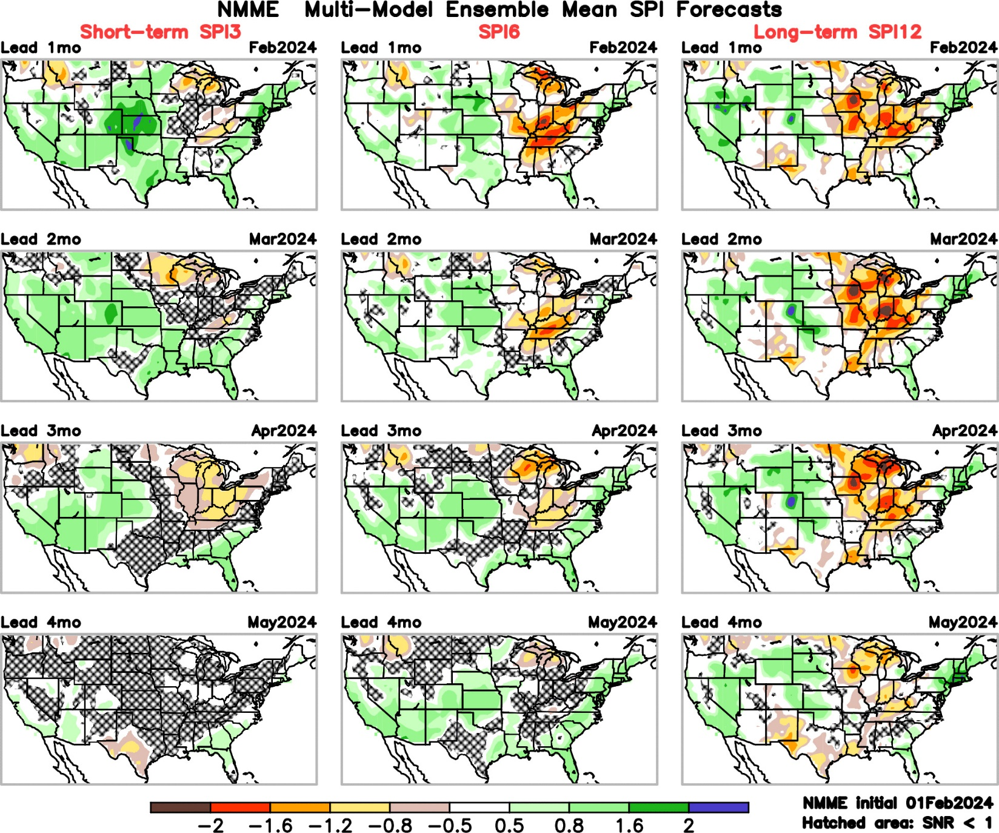 NMME Multi-Model Ensemble Mean SPI Forecasts
Short-term SPI3 SPI6 Long-term SPI12
Lead 1mo Feb2024 Lead 1mo Feb2024 Lead 1mo Feb2024
Lead 2mo Mar2024 Lead 2mo Mar2024 Lead 2mo Mar2024
Lead 3mo Apr2024 Lead 3mo Apr2024 Lead 3mo Apr2024
Lead 4mo May2024 Lead 4mo May2024 Lead 4mo May2024
-2 -1.6 -1.2 -0.8 -0.5 0.5 0.8 1.6 2
NMME initial 01Feb2024
Hatched area: SNR < 1